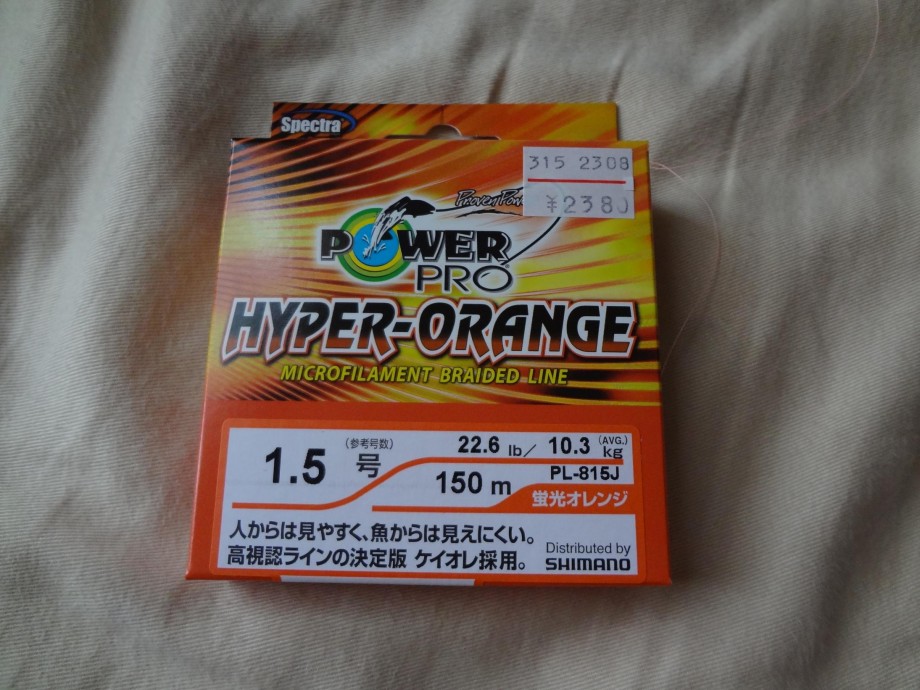 Spectra
315 2308
¥2380
Proven Pow
POWER
PRO
HYPER-ORANGE
MICROFILAMENT BRAIDED LINE
1.5 (参考号数) 号
22.6 lb/ 10.3 (AVG.) kg
150 m
PL-815J
蛍光オレンジ
人からは見やすく、魚からは見えにくい。
高視認ラインの決定版 ケイオレ採用。
Distributed by
SHIMANO